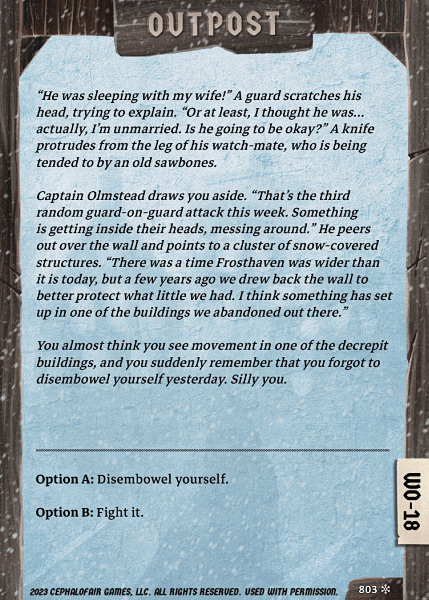 OUTPOST
“He was sleeping with my wife!” A guard scratches his
head, trying to explain. “Or at least, I thought he was...
actually, I’m unmarried. Is he going to be okay?” A knife
protrudes from the leg of his watch-mate, who is being
tended to by an old sawbones.
Captain Olmstead draws you aside. “That’s the third
random guard-on-guard attack this week. Something
is getting inside their heads, messing around.” He peers
out over the wall and points to a cluster of snow-covered
structures. “There was a time Frosthaven was wider than
it is today, but a few years ago we drew back the wall to
better protect what little we had. I think something has set
up in one of the buildings we abandoned out there.”
You almost think you see movement in one of the decrepit
buildings, and you suddenly remember that you forgot to
disembowel yourself yesterday. Silly you.
Option A: Disembowel yourself.
Option B: Fight it.
WO-18
2023 CEPHALOFAIR GAMES, LLC. ALL RIGHTS RESERVED. USED WITH PERMISSION.
803